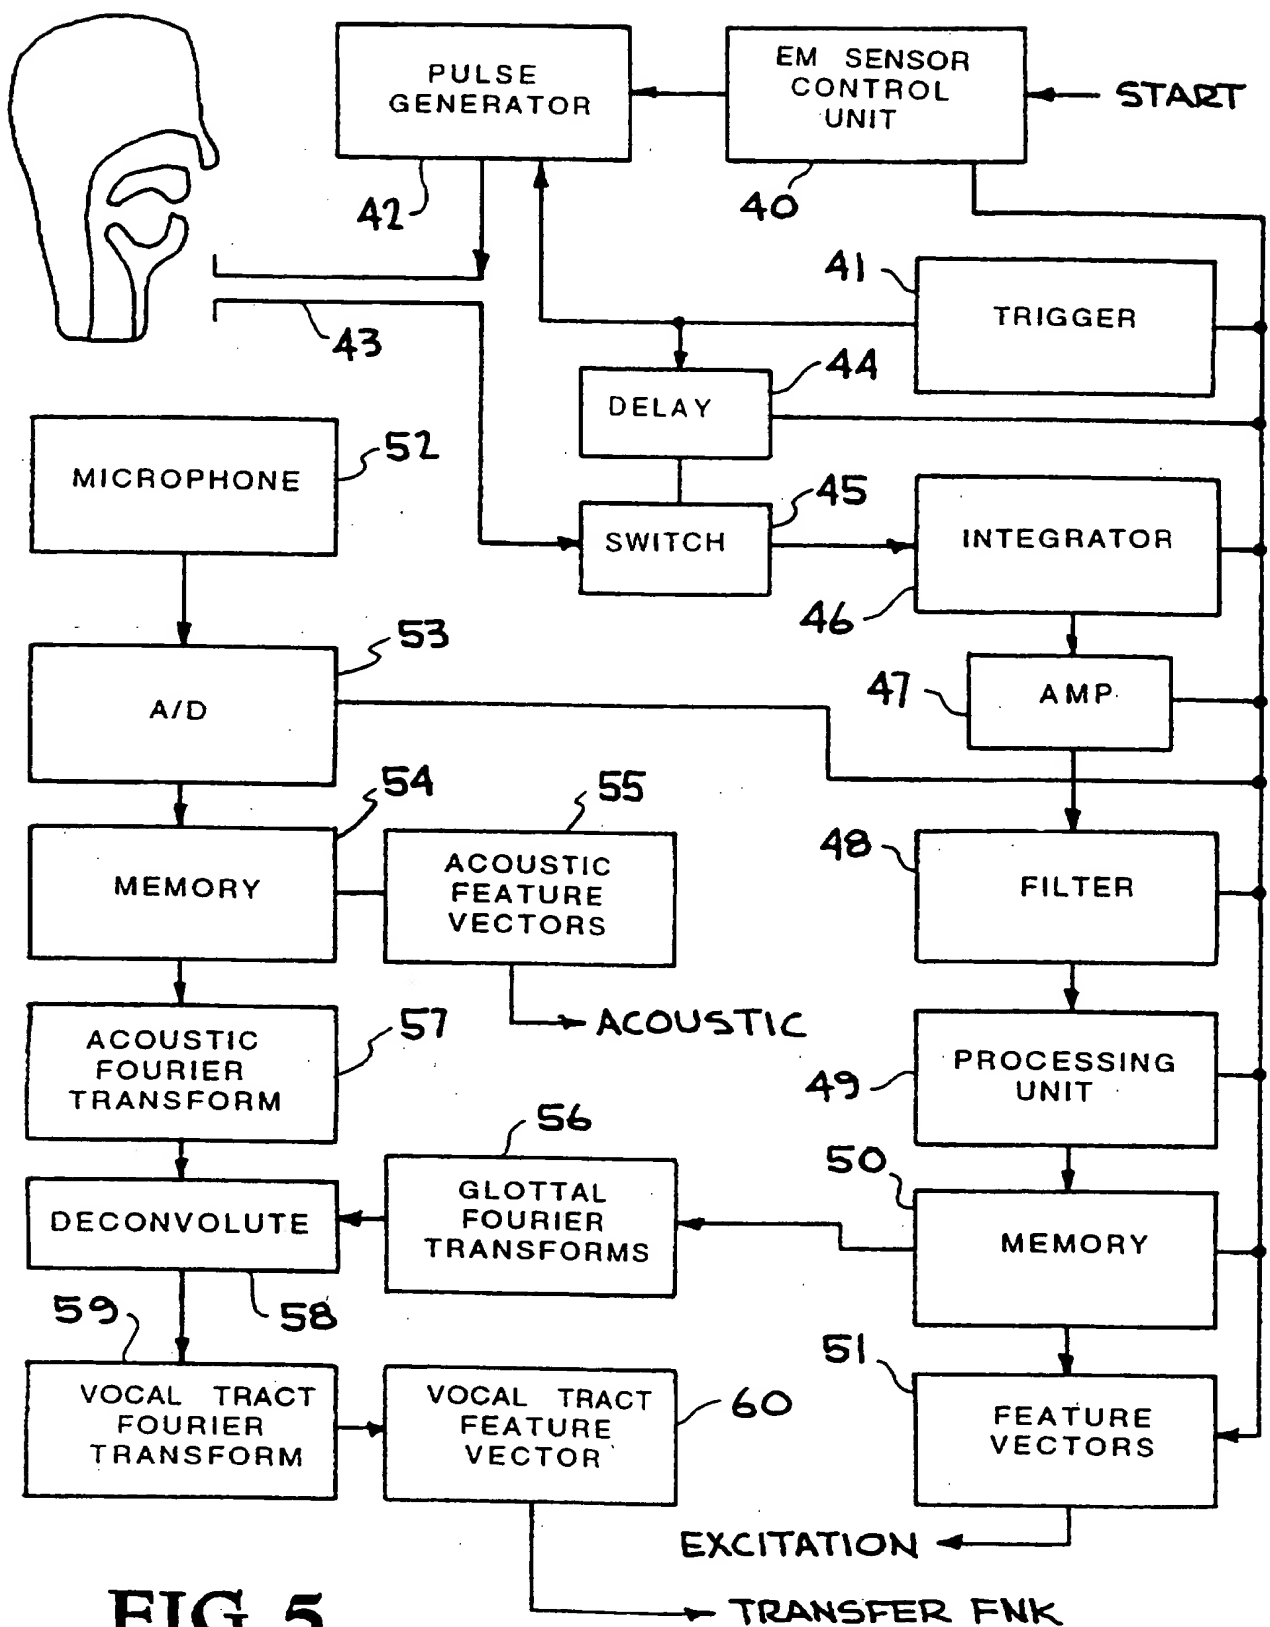 PULSE
GENERATOR
EM SENSOR
CONTROL
UNIT
START
42
40
41
TRIGGER
43
44
DELAY
52
MICROPHONE
45
SWITCH
INTEGRATOR
46
53
A/D
47
AMP
54
55
MEMORY
ACOUSTIC
FEATURE
VECTORS
48
FILTER
ACOUSTIC
57
ACOUSTIC
FOURIER
TRANSFORM
49
PROCESSING
UNIT
56
50
DECONVOLUTE
GLOTTAL
FOURIER
TRANSFORMS
MEMORY
59
58
51
VOCAL TRACT
FOURIER
TRANSFORM
VOCAL TRACT
FEATURE
VECTOR
60
FEATURE
VECTORS
EXCITATION
FIG. 5
TRANSFER FNK